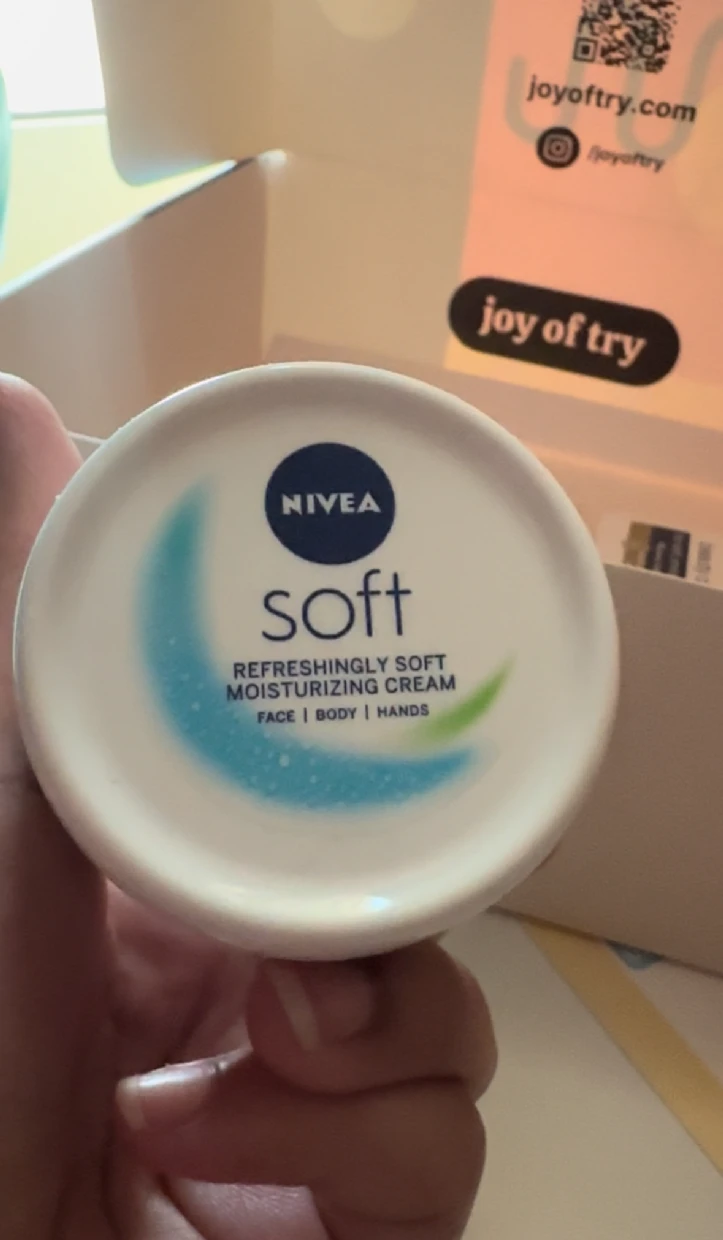 joyoftry.com
/joyoftry
joy of try
NIVEA
soft
REFRESHINGLY SOFT
MOISTURIZING CREAM
FACE | BODY | HANDS